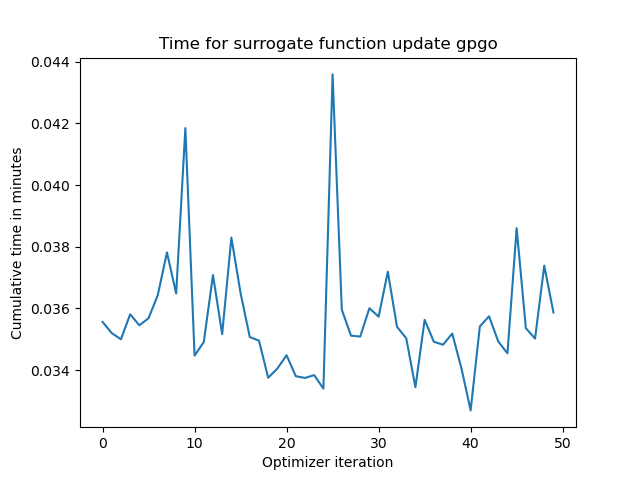 Time for surrogate function update gpgo
Cumulative time in minutes
0.044
0.042
0.040
0.038
0.036
0.034
0 10 20 30 40 50
Optimizer iteration